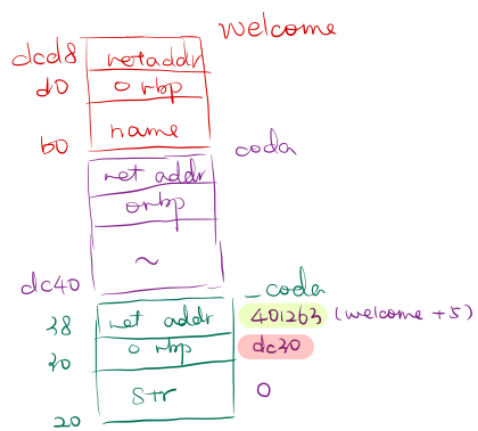 welcome
dcd8 retaddr
d0 o rbp
name
b0
coda
ret addr
orbp
~
dc40
_coda
38 ret addr 401263 (welcome +5)
30 o rbp dc30
str 0
20